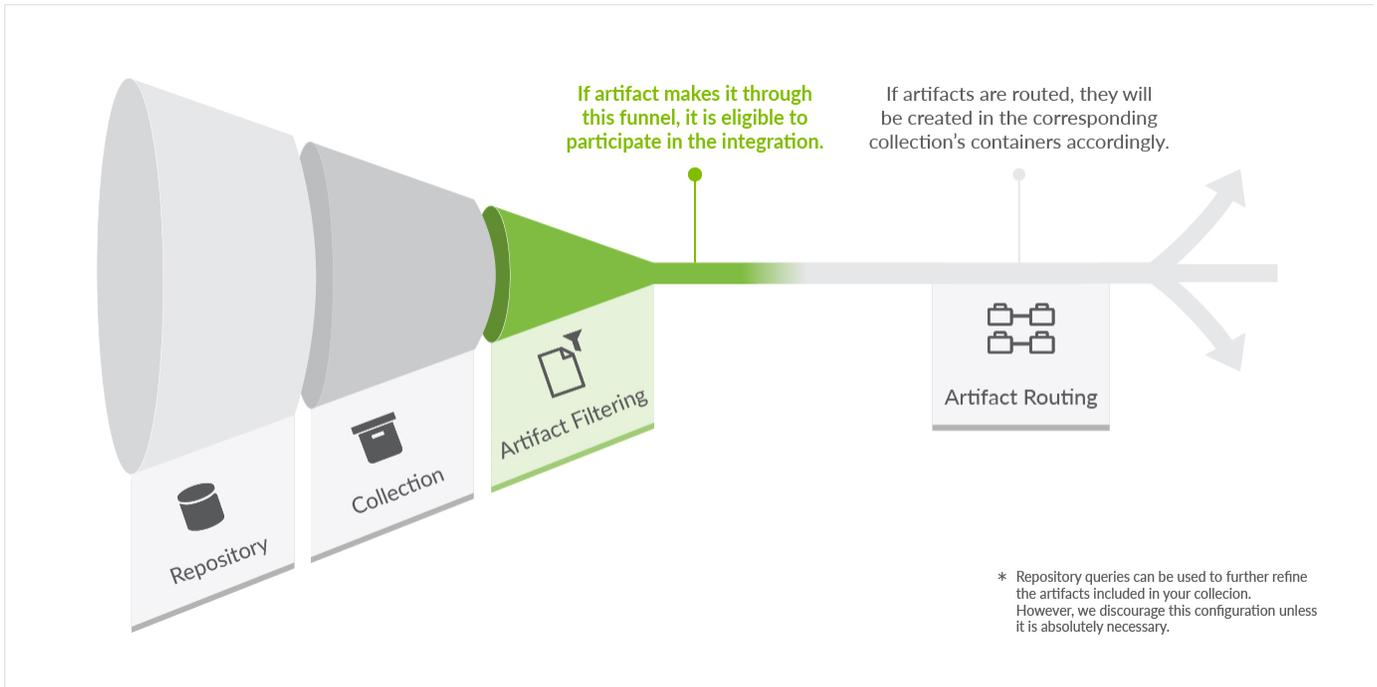 If artifact makes it through
this funnel, it is eligible to
participate in the integration.
If artifacts are routed, they will
be created in the corresponding
collection's containers accordingly.
Repository
Collection
Artifact Filtering
Artifact Routing
* Repository queries can be used to further refine
the artifacts included in your collecion.
However, we discourage this configuration unless
it is absolutely necessary.